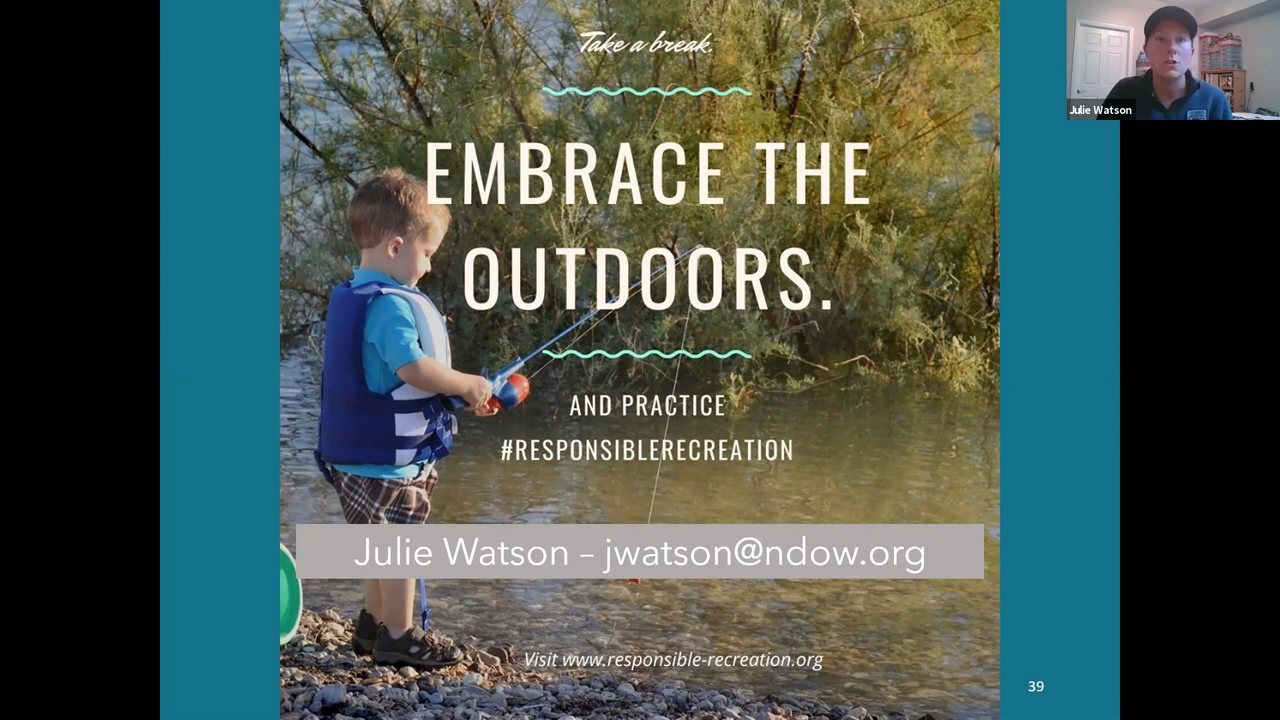 Take a break.
EMBRACE THE
OUTDOORS.
AND PRACTICE
#RESPONSIBLERECREATION
Julie Watson – jwatson@ndow.org
Visit www.responsible-recreation.org
39
Julie Watson